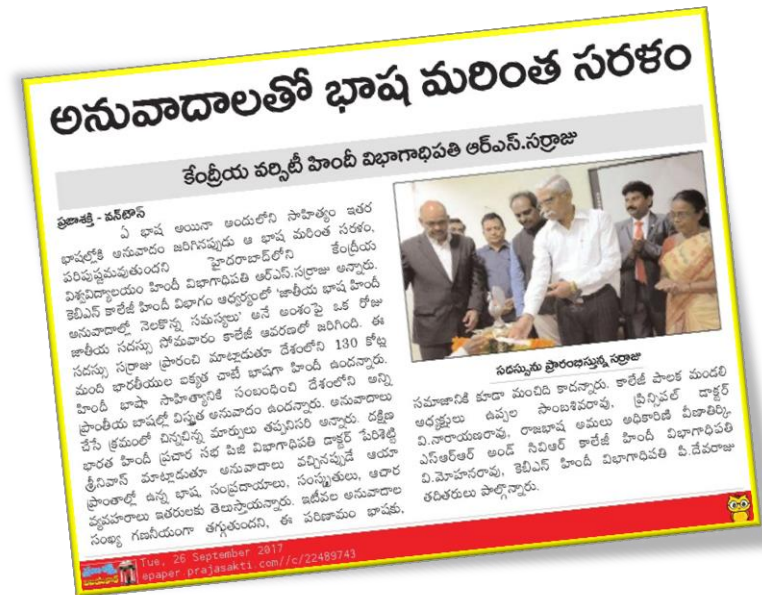 అనువాదాలతో భాష మరింత సరళం
కేంద్రీయ వర్సిటీ హిందీ విభాగాధిపతి ఆర్ఎస్.సర్రాజు
ప్రజాశక్తి - వన్‌టౌన్
ఏ భాష అయినా అందులోని సాహిత్యం ఇతర
భాషల్లోకి అనువాదం జరిగినప్పుడు ఆ భాష మరింత సరళం,
పరిపుష్టమవుతుందని హైదరాబాద్‌లోని కేంద్రీయ
విశ్వవిద్యాలయం హిందీ విభాగాధిపతి ఆర్ఎస్.సర్రాజు అన్నారు.
కెబిఎన్ కాలేజీ హిందీ విభాగం ఆధ్వర్యంలో 'జాతీయ భాష హిందీ
అనువాదాల్లో నెలకొన్న సమస్యలు' అనే అంశంపై ఒక రోజు
జాతీయ సదస్సు సోమవారం కాలేజీ ఆవరణలో జరిగింది. ఈ
సదస్సు సర్రాజు ప్రారంచి మాట్లాడుతూ దేశంలోని 130 కోట్ల
మంది భారతీయుల ఐక్యత చాటే భాషగా హిందీ ఉందన్నారు.
హిందీ భాషా సాహిత్యానికి సంబంధించి దేశంలోని అన్ని
ప్రాంతీయ బాషల్లో విస్తృత అనువాదం ఉందన్నారు. అనువాదాలు
చేసే క్రమంలో చిన్నచిన్న మార్పులు తప్పనిసరి అన్నారు. దక్షిణ
భారత హిందీ ప్రచార సభ పిజి విభాగాధిపతి డాక్టర్ పేరిశెట్టి
శ్రీనివాస్ మాట్లాడుతూ అనువాదాలు వచ్చినప్పుడే ఆయా
ప్రాంతాల్లో ఉన్న భాష, సంప్రదాయాలు, సంస్కృతులు, ఆచార
వ్యవహారాలు ఇతరులకు తెలుస్తాయన్నారు. ఇటీవల అనువాదాల
సంఖ్య గణనీయంగా తగ్గుతుందని, ఈ పరిణామం భాషకు,
సదస్సును ప్రారంభిస్తున్న సర్రాజు
సమాజానికి కూడా మంచిది కాదన్నారు. కాలేజీ పాలక మండలి
అధ్యక్షులు ఉప్పల సాంబశివరావు, ప్రిన్సిపల్ డాక్టర్
వి.నారాయణరావు, రాజభాష అమలు అధికారిణి వీజాతిర్కి
ఎస్ఆర్ఆర్ అండ్ సివిఆర్ కాలేజీ హిందీ విభాగాధిపతి
వి.మోహనరావు, కెబిఎన్ హిందీ విభాగాధిపతి పి.దేవరాజు
తదితరులు పాల్గొన్నారు.
Tue, 26 September 2017
epaper.prajasakti.com//c/22489743